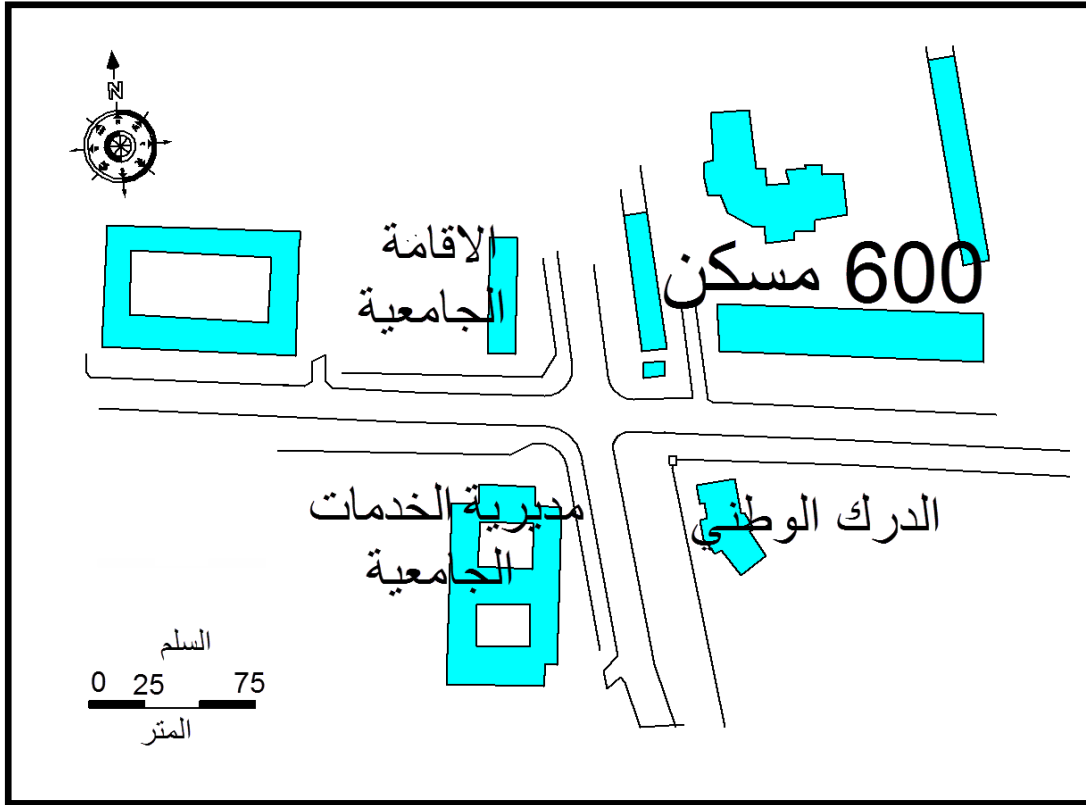 N
الاقامة
الجامعية
600 مسكن
مديرية الخدمات
الجامعية
الدرك الوطني
السلم
0 25 75
المتر